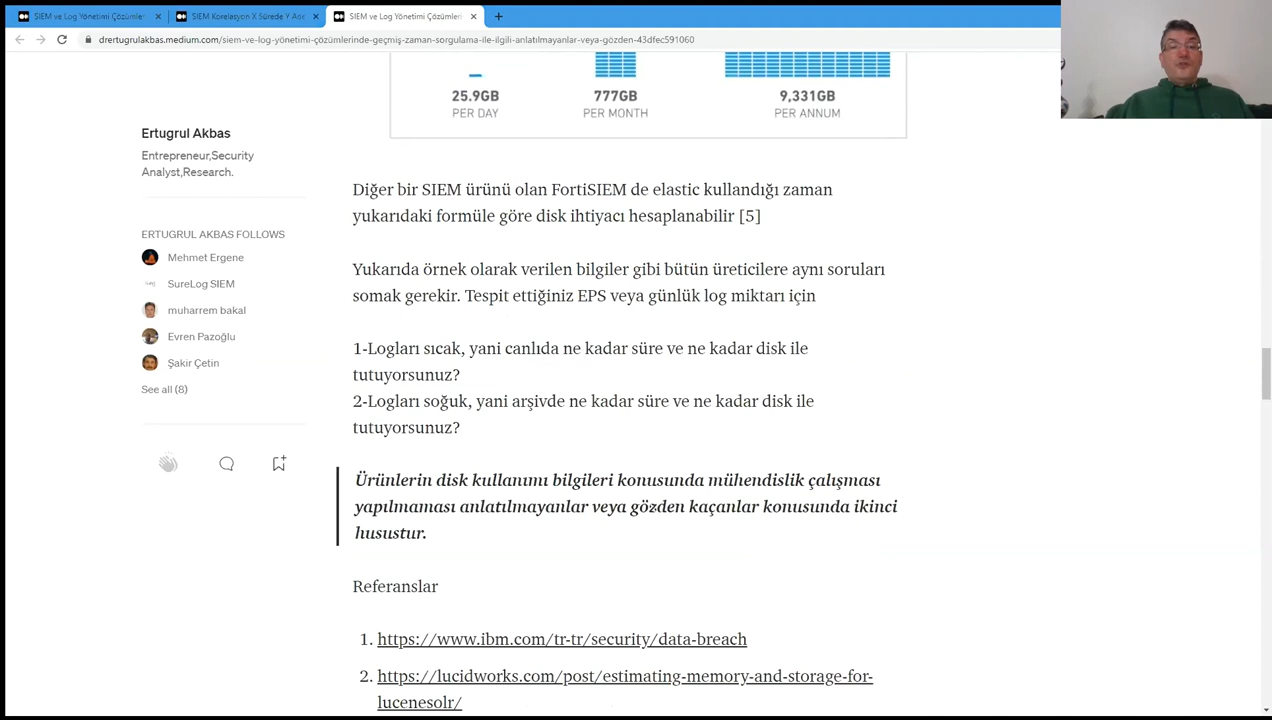 SIEM ve Log Yönetimi Çözümler
SIEM Korelasyon X Sürede Y Ade
SIEM ve Log Yönetimi Çözümler
drertugrulakbas.medium.com/siem-ve-log-yönetimi-çözümlerinde-geçmiş-zaman-sorgulama-ile-ilgili-anlatılmayanlar-veya-gözden-43dfec591060
25.9GB 777GB 9,331GB
PER DAY PER MONTH PER ANNUM
Ertugrul Akbas
Entrepreneur,Security
Analyst,Research.
ERTUGRUL AKBAS FOLLOWS
Mehmet Ergene
SureLog SIEM
muharrem bakal
Evren Pazoğlu
Şakir Çetin
See all (8)
Diğer bir SIEM ürünü olan FortiSIEM de elastic kullandığı zaman
yukarıdaki formüle göre disk ihtiyacı hesaplanabilir [5]
Yukarıda örnek olarak verilen bilgiler gibi bütün üreticilere aynı soruları
somak gerekir. Tespit ettiğiniz EPS veya günlük log miktarı için
1-Logları sıcak, yani canlıda ne kadar süre ve ne kadar disk ile
tutuyorsunuz?
2-Logları soğuk, yani arşivde ne kadar süre ve ne kadar disk ile
tutuyorsunuz?
Ürünlerin disk kullanımı bilgileri konusunda mühendislik çalışması
yapılmaması anlatılmayanlar veya gözden kaçanlar konusunda ikinci
husustur.
Referanslar
1. https://www.ibm.com/tr-tr/security/data-breach
2. https://lucidworks.com/post/estimating-memory-and-storage-for-
lucenesolr/